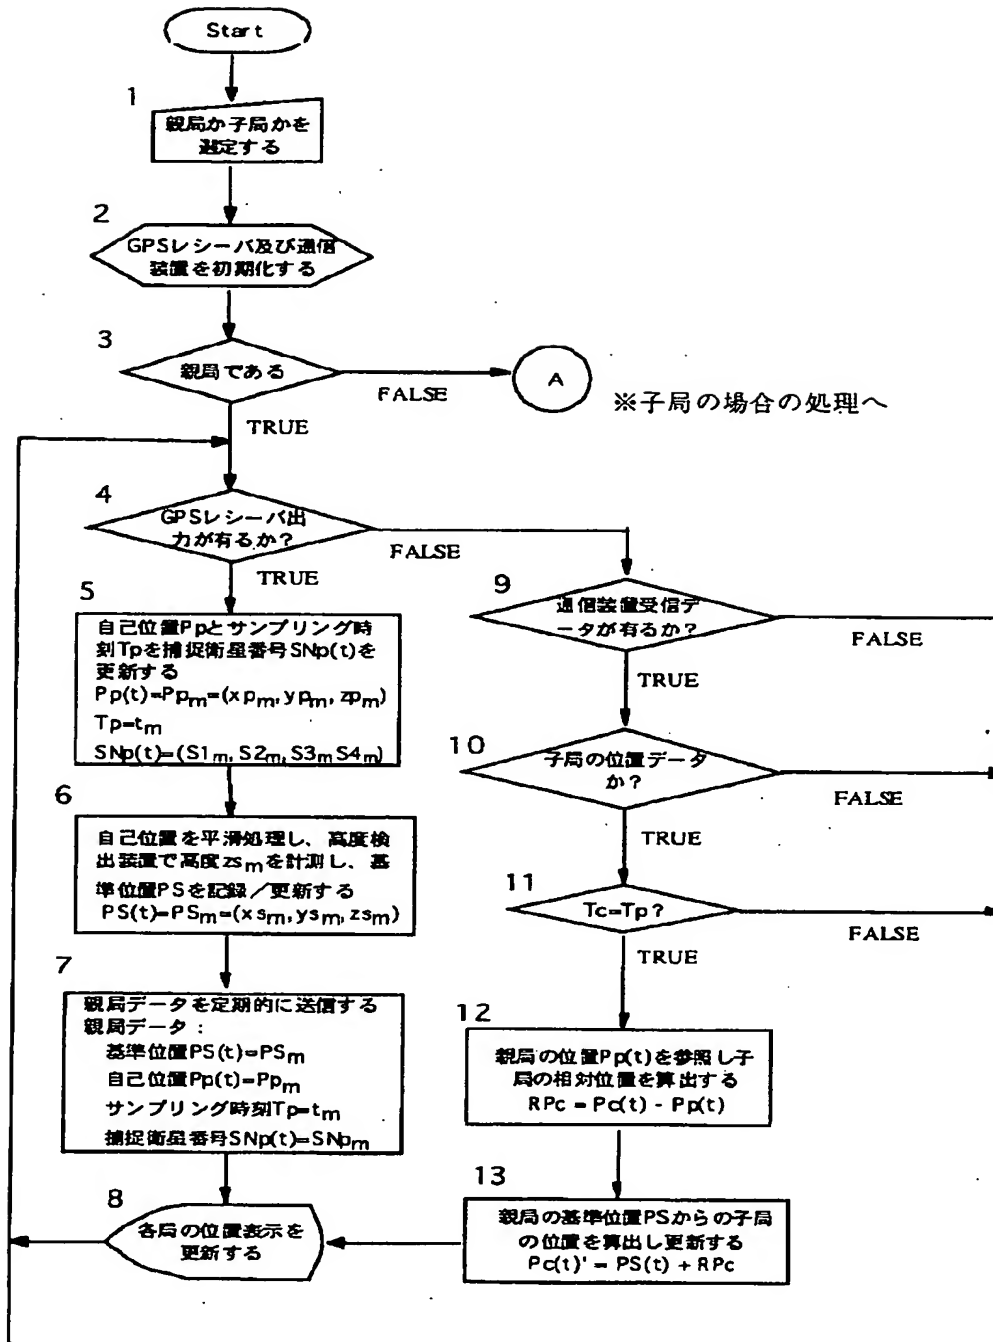 Start
1
親局か子局かを
選定する
2
GPSレシーバ及び通信
装置を初期化する
3
親局である
FALSE
A
※子局の場合の処理へ
TRUE
4
GPSレシーバ出
力が有るか?
FALSE
TRUE
5
自己位置Ppとサンプリング時
刻Tpを捕捉衛星番号SNp(t)を
更新する
Pp(t)=Ppm=(xpm, ypm, zpm)
Tp=tm
SNp(t)=(S1m, S2m, S3m S4m)
6
自己位置を平滑処理し、高度検
出装置で高度zsmを計測し、基
準位置PSを記録/更新する
PS(t)=PSm=(xsm, ysm, zsm)
7
親局データを定期的に送信する
親局データ:
基準位置PS(t)=PSm
自己位置Pp(t)=Ppm
サンプリング時刻Tp=tm
捕捉衛星番号SNp(t)=SNpm
8
各局の位置表示を
更新する
9
通信装置受信デ
ータが有るか?
FALSE
TRUE
10
子局の位置データ
か?
FALSE
TRUE
11
Tc=Tp?
FALSE
TRUE
12
親局の位置Pp(t)を参照し子
局の相対位置を算出する
RPc = Pc(t) - Pp(t)
13
親局の基準位置PSからの子局
の位置を算出し更新する
Pc(t)' = PS(t) + RPc